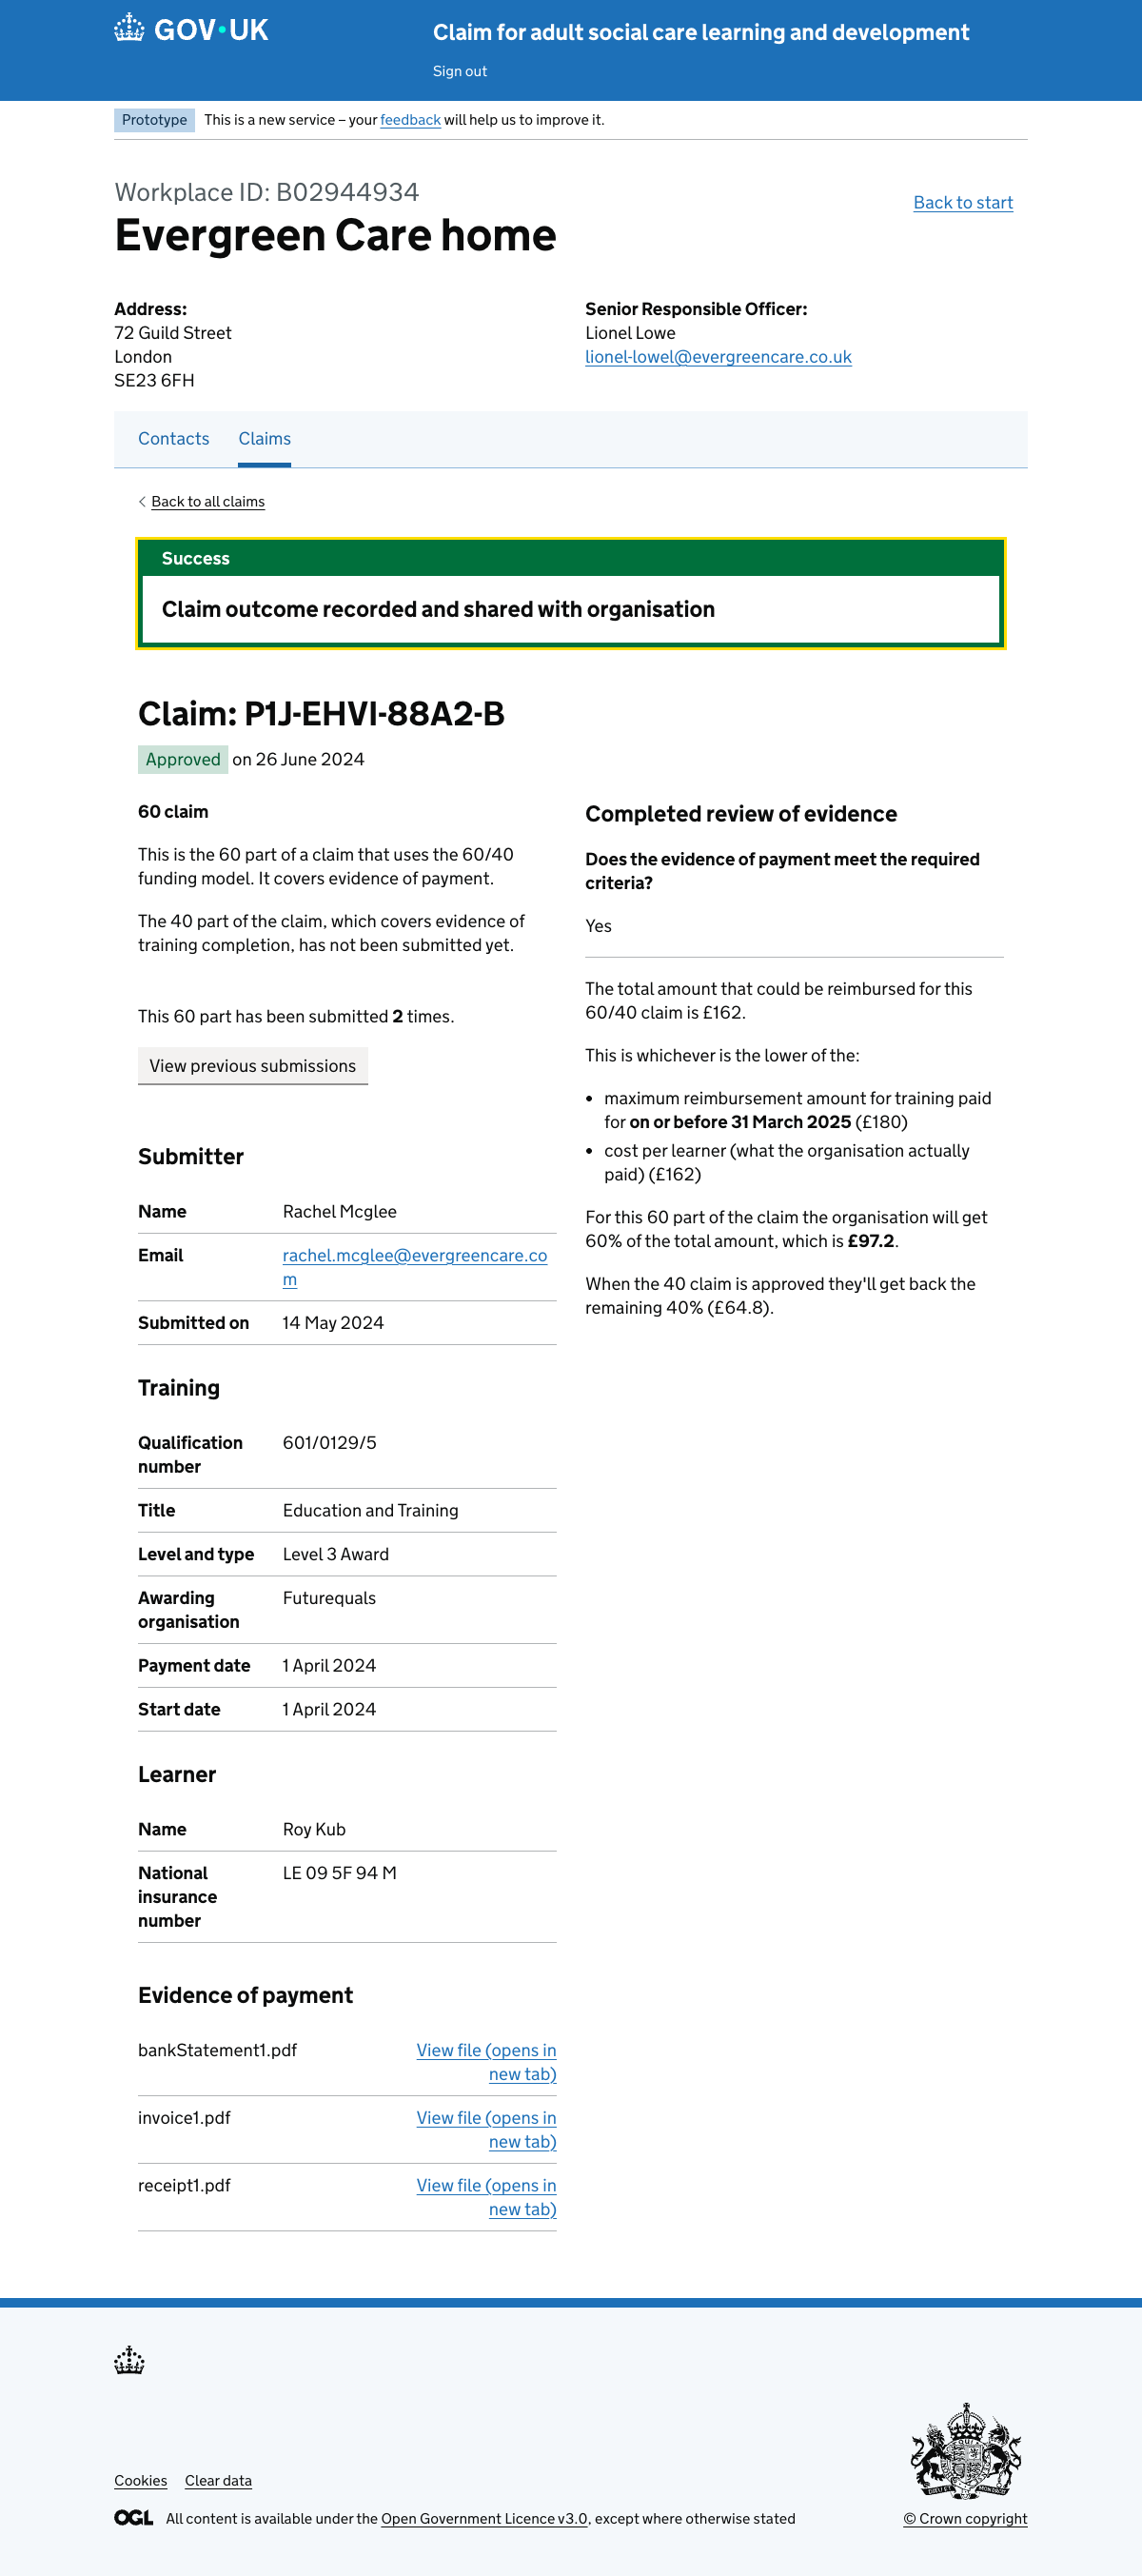 GOV·UK
Claim for adult social care learning and development
Sign out
Prototype
This is a new service – your feedback will help us to improve it.
Workplace ID: B02944934
Evergreen Care home
Back to start
Address:
72 Guild Street
London
SE23 6FH
Senior Responsible Officer:
Lionel Lowe
lionel-lowel@evergreencare.co.uk
Contacts
Claims
Back to all claims
Success
Claim outcome recorded and shared with organisation
Claim: P1J-EHVI-88A2-B
Approved on 26 June 2024
60 claim
This is the 60 part of a claim that uses the 60/40
funding model. It covers evidence of payment.
The 40 part of the claim, which covers evidence of
training completion, has not been submitted yet.
This 60 part has been submitted 2 times.
View previous submissions
Submitter
Name Rachel Mcglee
Email rachel.mcglee@evergreencare.co
m
Submitted on 14 May 2024
Training
Qualification 601/0129/5
number
Title Education and Training
Level and type Level 3 Award
Awarding Futurequals
organisation
Payment date 1 April 2024
Start date 1 April 2024
Learner
Name Roy Kub
National LE 09 5F 94 M
insurance
number
Evidence of payment
bankStatement1.pdf View file (opens in
new tab)
invoice1.pdf View file (opens in
new tab)
receipt1.pdf View file (opens in
new tab)
Completed review of evidence
Does the evidence of payment meet the required
criteria?
Yes
The total amount that could be reimbursed for this
60/40 claim is £162.
This is whichever is the lower of the:
• maximum reimbursement amount for training paid
for on or before 31 March 2025 (£180)
• cost per learner (what the organisation actually
paid) (£162)
For this 60 part of the claim the organisation will get
60% of the total amount, which is £97.2.
When the 40 claim is approved they'll get back the
remaining 40% (£64.8).
Cookies
Clear data
OGL
All content is available under the Open Government Licence v3.0, except where otherwise stated
© Crown copyright